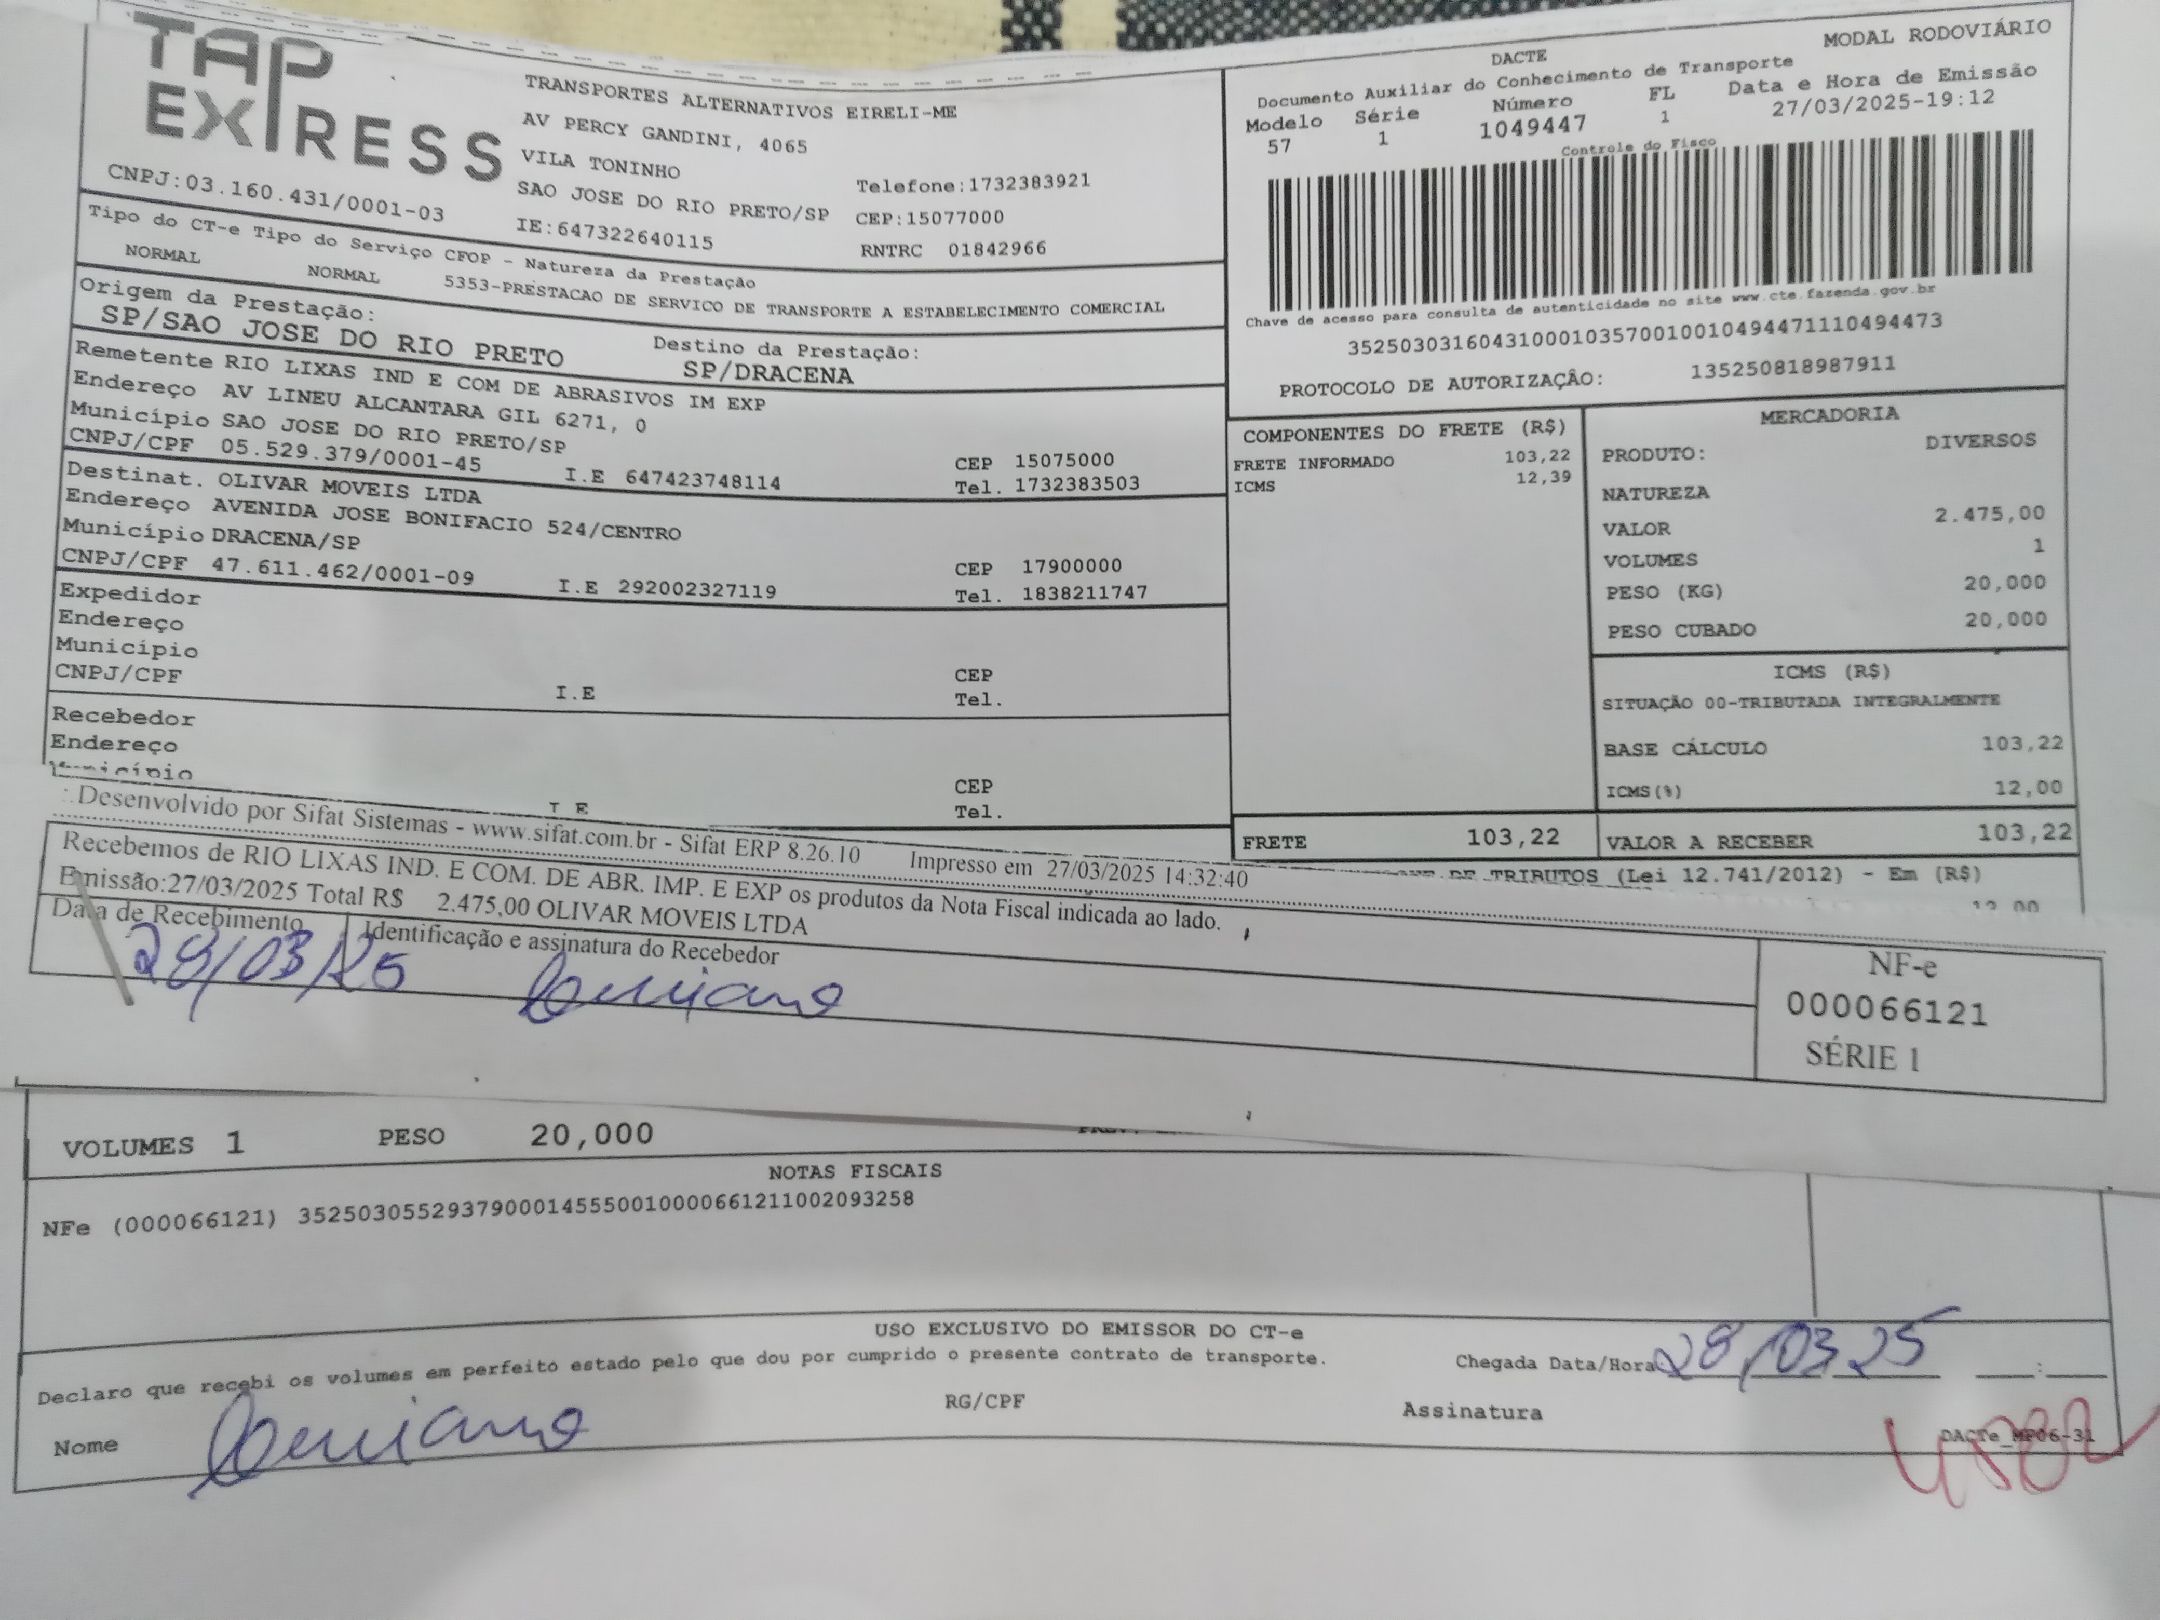 TAP EXPRESS
TRANSPORTES ALTERNATIVOS EIRELI-ME
AV PERCY GANDINI, 4065
VILA TONINHO
SAO JOSE DO RIO PRETO/SP
IE:647322640115
Telefone:1732383921
CEP:15077000
RNTRC 01842966
CNPJ:03.160.431/0001-03
Tipo do CT-e Tipo do Serviço CFOP - Natureza da Prestação
NORMAL NORMAL 5353-PRESTACAO DE SERVICO DE TRANSPORTE A ESTABELECIMENTO COMERCIAL
Origem da Prestação: Destino da Prestação:
SP/SAO JOSE DO RIO PRETO SP/DRACENA
Remetente RIO LIXAS IND E COM DE ABRASIVOS IM EXP
Endereço AV LINEU ALCANTARA GIL 6271, 0
Município SAO JOSE DO RIO PRETO/SP CEP 15075000
CNPJ/CPF 05.529.379/0001-45 I.E 647423748114 Tel. 1732383503
Destinat. OLIVAR MOVEIS LTDA
Endereço AVENIDA JOSE BONIFACIO 524/CENTRO
Município DRACENA/SP CEP 17900000
CNPJ/CPF 47.611.462/0001-09 I.E 292002327119 Tel. 1838211747
Expedidor
Endereço
Município CEP
CNPJ/CPF I.E Tel.
Recebedor
Endereço
Município CEP
I.E Tel.
DACTE MODAL RODOVIÁRIO
Documento Auxiliar do Conhecimento de Transporte
Modelo Série Número FL Data e Hora de Emissão
57 1 1049447 1 27/03/2025-19:12
Controle do Fisco
Chave de acesso para consulta de autenticidade no site www.cte.fazenda.gov.br
35250303160431000103570010010494471110494473
PROTOCOLO DE AUTORIZAÇÂO: 135250818987911
COMPONENTES DO FRETE (R$)
FRETE INFORMADO 103,22
ICMS 12,39
MERCADORIA
PRODUTO: DIVERSOS
NATUREZA
VALOR 2.475,00
VOLUMES 1
PESO (KG) 20,000
PESO CUBADO 20,000
ICMS (R$)
SITUAÇÃO 00-TRIBUTADA INTEGRALMENTE
BASE CÁLCULO 103,22
ICMS(%) 12,00
FRETE 103,22 VALOR A RECEBER 103,22
DE TRIBUTOS (Lei 12.741/2012) - Em (R$)
12,00
Desenvolvido por Sifat Sistemas - www.sifat.com.br - Sifat ERP 8.26.10 Impresso em 27/03/2025 14:32:40
Recebemos de RIO LIXAS IND. E COM. DE ABR. IMP. E EXP os produtos da Nota Fiscal indicada ao lado.
Emissão:27/03/2025 Total R$ 2.475,00 OLIVAR MOVEIS LTDA
Data de Recebimento Identificação e assinatura do Recebedor
28/03/25
NF-e
000066121
SÉRIE 1
VOLUMES 1 PESO 20,000
NOTAS FISCAIS
NFe (000066121) 35250305529379000145550010000661211002093258
USO EXCLUSIVO DO EMISSOR DO CT-e
Declaro que recebi os volumes em perfeito estado pelo que dou por cumprido o presente contrato de transporte. Chegada Data/Hora 28/03 25 :
Nome RG/CPF Assinatura
DACTe_MP06-31